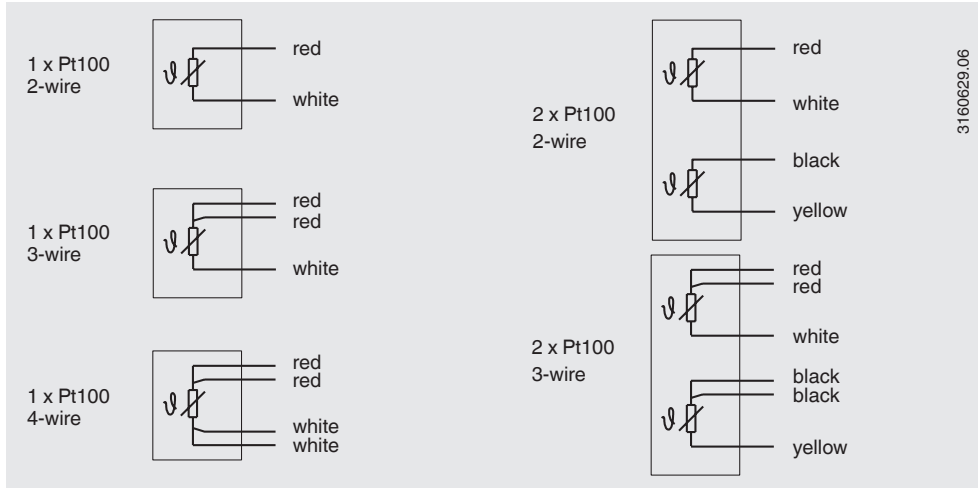 1 x Pt100
2-wire
red
white
1 x Pt100
3-wire
red
red
white
1 x Pt100
4-wire
red
red
white
white
2 x Pt100
2-wire
red
white
black
yellow
2 x Pt100
3-wire
red
red
white
black
black
yellow
3160629.06